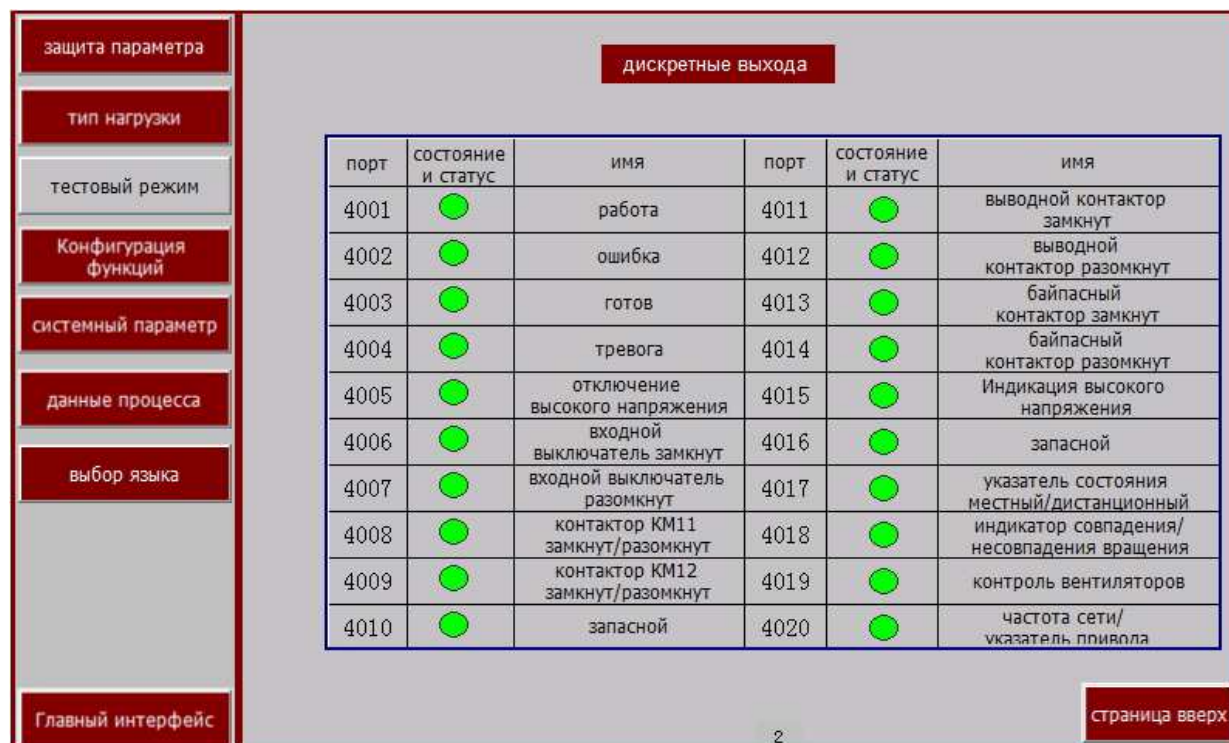 защита параметра
тип нагрузки
тестовый режим
Конфигурация
функций
системный параметр
данные процесса
выбор языка
Главный интерфейс
дискретные выхода
порт состояние и статус имя порт состояние и статус имя
4001 работа 4011 выводной контактор замкнут
4002 ошибка 4012 выводной контактор разомкнут
4003 готов 4013 байпасный контактор замкнут
4004 тревога 4014 байпасный контактор разомкнут
4005 отключение высокого напряжения 4015 Индикация высокого напряжения
4006 входной выключатель замкнут 4016 запасной
4007 входной выключатель разомкнут 4017 указатель состояния местный/дистанционный
4008 контактор КМ11 замкнут/разомкнут 4018 индикатор совпадения/ несовпадения вращения
4009 контактор КМ12 замкнут/разомкнут 4019 контроль вентиляторов
4010 запасной 4020 частота сети/ указатель привода
страница вверх
2